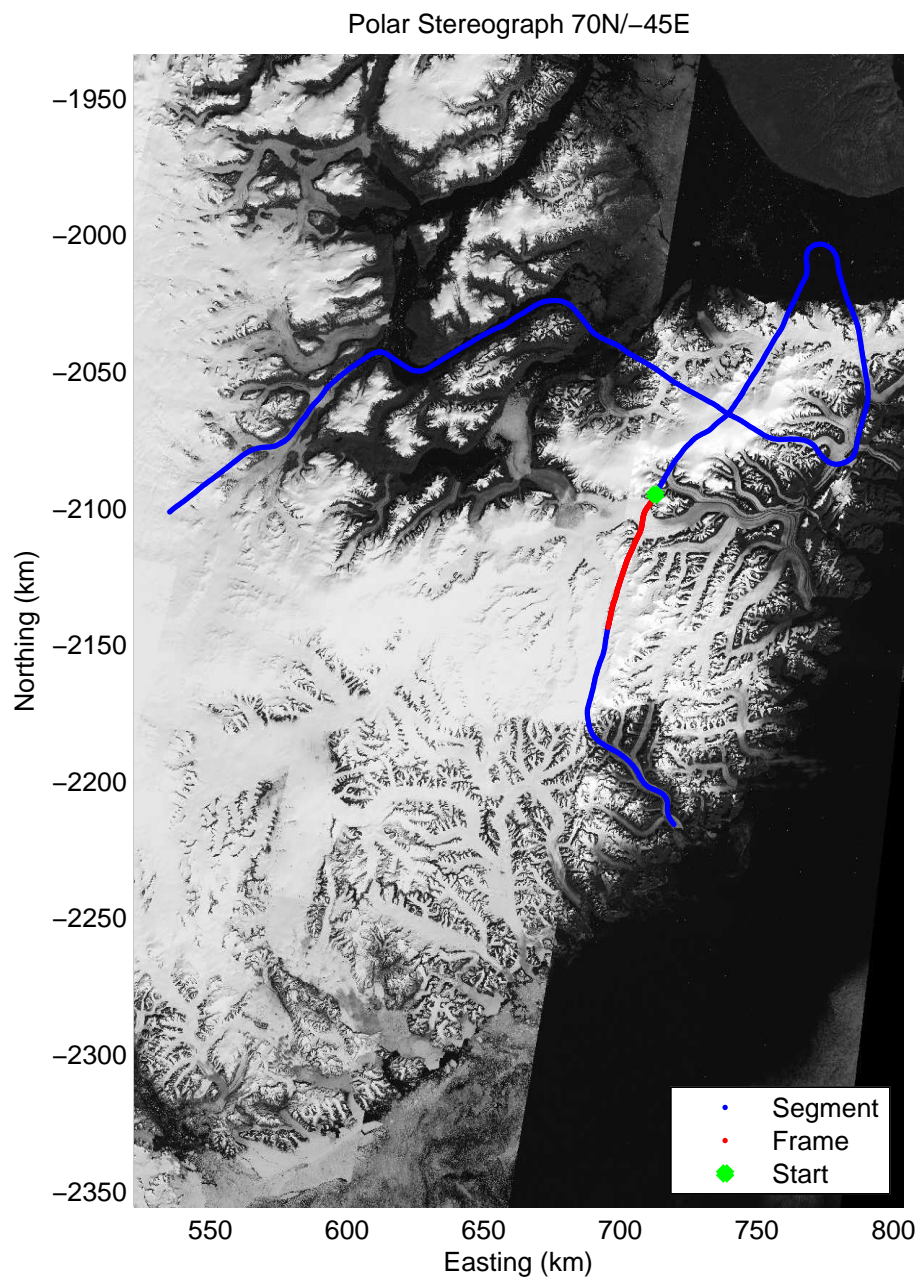 Polar Stereograph 70N/−45E
−1950
−2000
−2050
−2100
−2150
−2200
−2250
−2300
−2350
Northing (km)
Segment
Frame
Start
550 600 650 700 750 800
Easting (km)